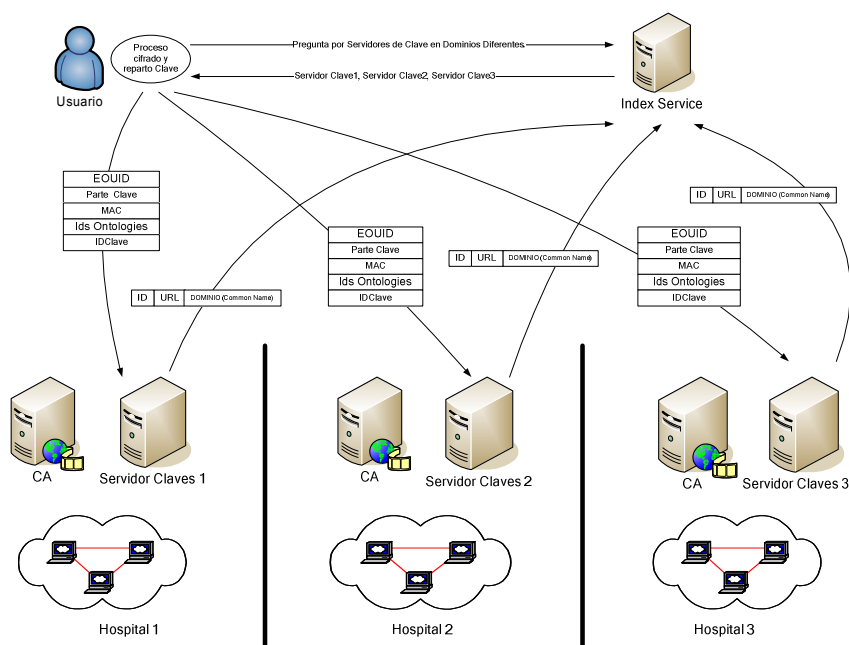 Proceso
cifrado y
reparto Clave
Usuario
Pregunta por Servidores de Clave en Dominios Diferentes.
Servidor Clave1, Servidor Clave2, Servidor Clave3
Index Service
EOUID
Parte Clave
MAC
Ids Ontologies
IDClave
EOUID
Parte Clave
MAC
Ids Ontologies
IDClave
EOUID
Parte Clave
MAC
Ids Ontologies
IDClave
ID URL DOMINIO (Common Name)
ID URL DOMINIO (Common Name)
ID URL DOMINIO (Common Name)
CA
Servidor Claves 1
CA
Servidor Claves 2
CA
Servidor Claves 3
Hospital 1
Hospital 2
Hospital 3